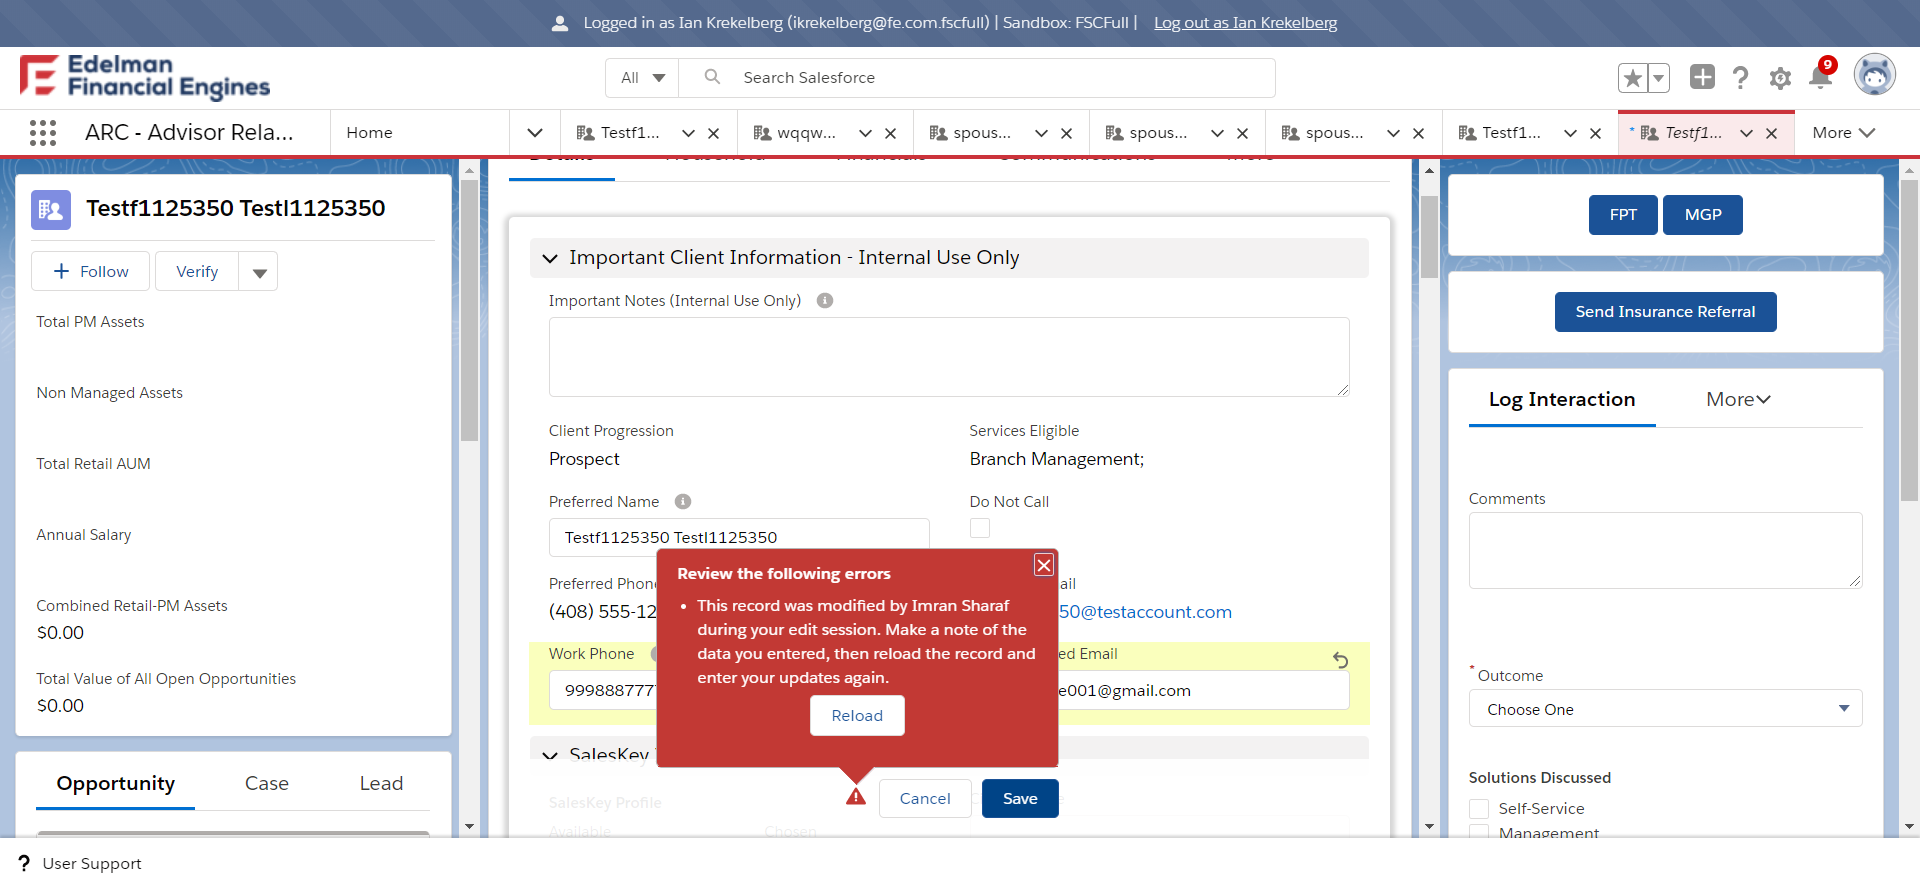 Logged in as Ian Krekelberg (ikrekelberg@fe.com.fscfull) | Sandbox: FSCFull | Log out as Ian Krekelberg
Edelman
Financial Engines
All
Search Salesforce
9
ARC - Advisor Rela...
Home
Testf1...
wqqw...
spous...
spous...
spous...
Testf1...
* Testf1...
More
Testf1125350 Testl1125350
Follow
Verify
Total PM Assets
Non Managed Assets
Total Retail AUM
Annual Salary
Combined Retail-PM Assets
$0.00
Total Value of All Open Opportunities
$0.00
Opportunity
Case
Lead
Important Client Information - Internal Use Only
Important Notes (Internal Use Only)
Client Progression
Prospect
Services Eligible
Branch Management;
Preferred Name
Testf1125350 Testl1125350
Do Not Call
Preferred Phon
(408) 555-12
ail
50@testaccount.com
Work Phone
999888777
ed Email
e001@gmail.com
Review the following errors
• This record was modified by Imran Sharaf
during your edit session. Make a note of the
data you entered, then reload the record and
enter your updates again.
Reload
SalesKey
SalesKey Profile
Available
Chosen
Cancel
Save
FPT
MGP
Send Insurance Referral
Log Interaction
More
Comments
* Outcome
Choose One
Solutions Discussed
Self-Service
Management
? User Support